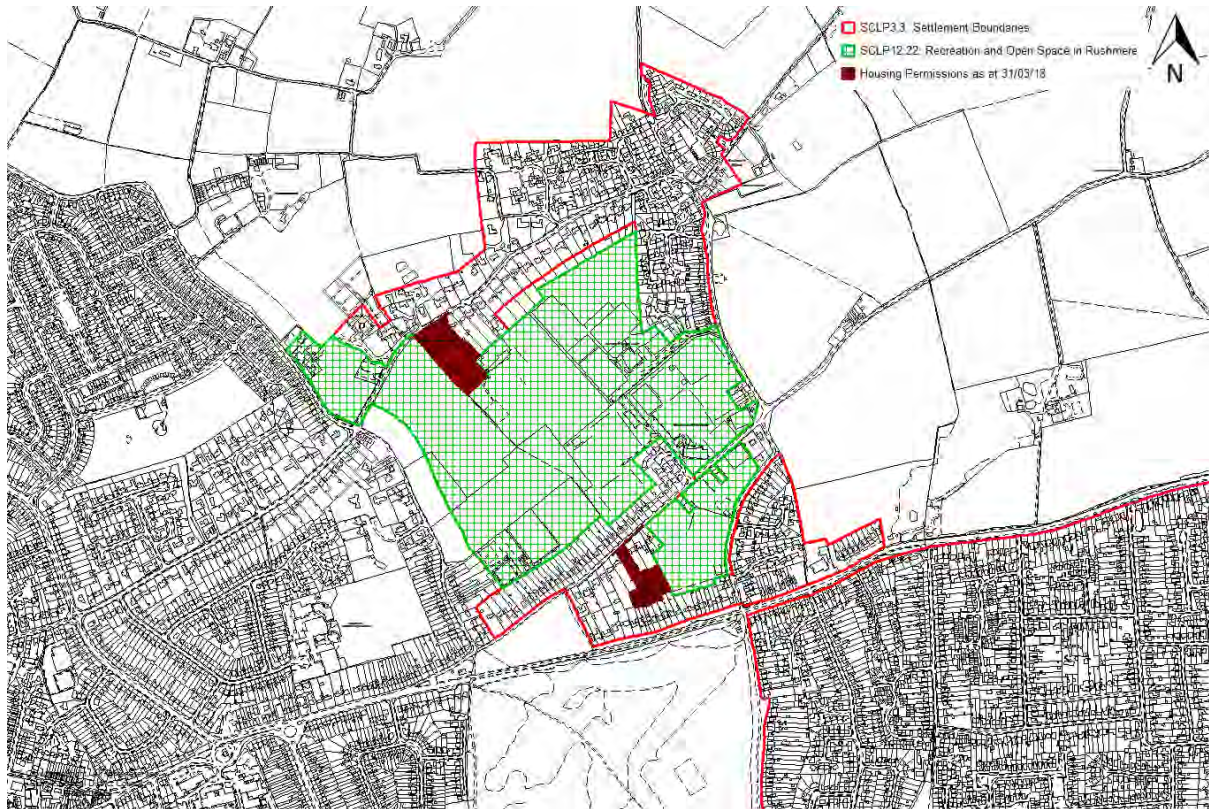 SCLP3.3: Settlement Boundaries
SCLP12.22: Recreation and Open Space in Rushmere
Housing Permissions as at 31/03/18
N